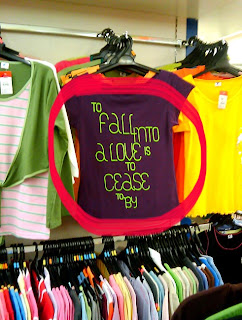 TO
FALL
INTO
A LOVE IS
TO
CEASE
TO BY